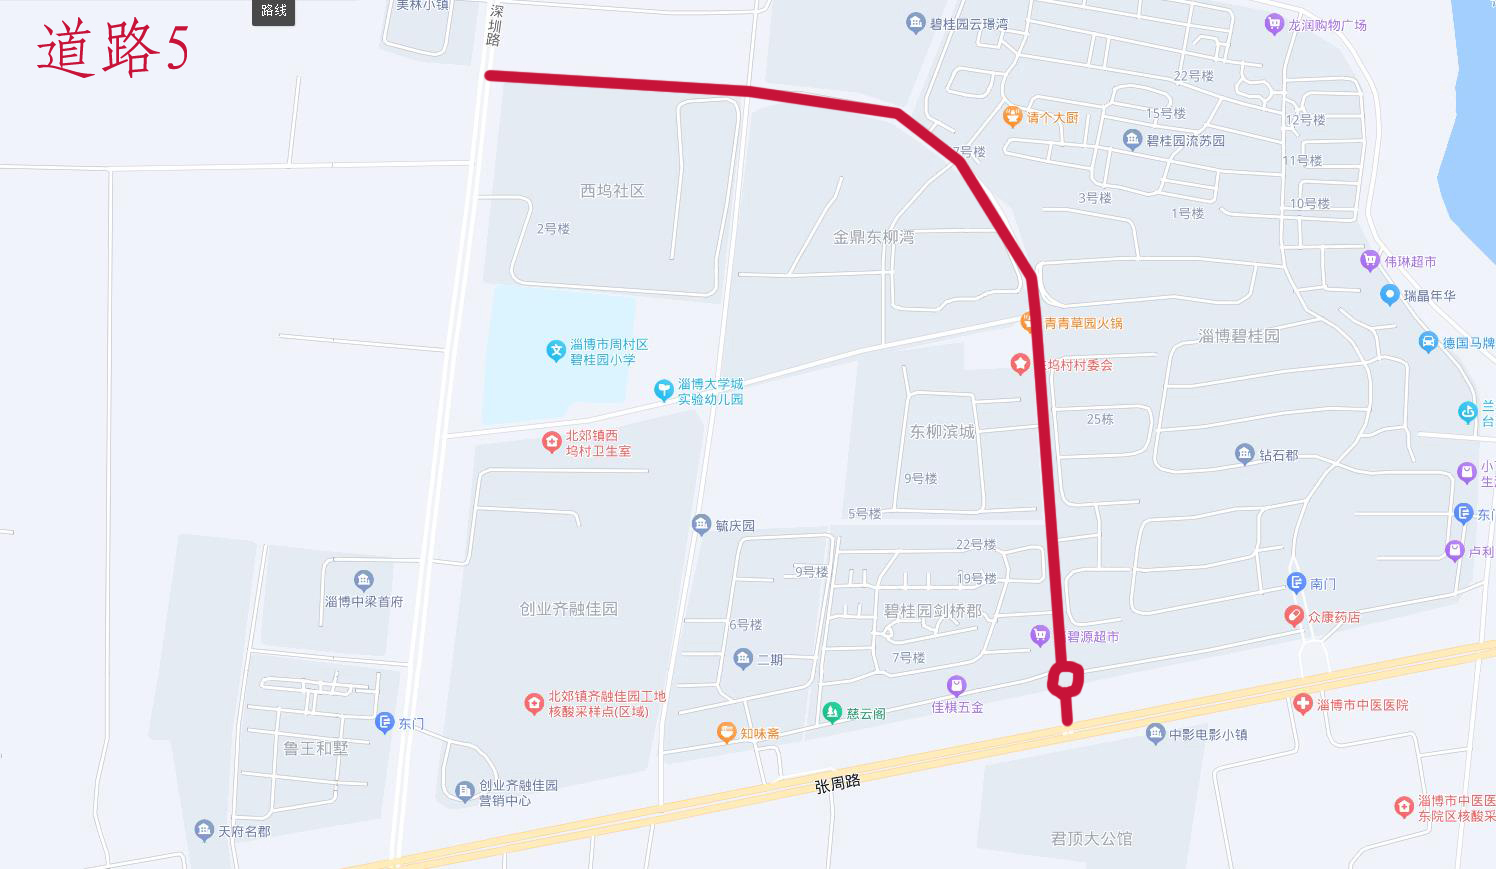 路线
美林小镇
深圳路
道路5
碧桂园云璟湾
龙润购物广场
22号楼
请个大厨
15号楼
碧桂园流苏园
12号楼
7号楼
11号楼
西坞社区
3号楼
1号楼
10号楼
2号楼
金鼎东柳湾
伟琳超市
瑞晶年华
青青草园火锅
淄博碧桂园
德国马牌
淄博市周村区
碧桂园小学
坞村村委会
淄博大学城
实验幼儿园
兰
台
25栋
北郊镇西
坞村卫生室
东柳滨城
钻石郡
9号楼
生
5号楼
毓庆园
东门
22号楼
卢利
9号楼
19号楼
南门
淄博中梁首府
创业齐融佳园
碧桂园剑桥郡
众康药店
6号楼
碧源超市
二期
7号楼
北郊镇齐融佳园工地
核酸采样点(区域)
佳棋五金
慈云阁
淄博市中医医院
东门
知味斋
中影电影小镇
鲁王和墅
张周路
创业齐融佳园
营销中心
淄博市中医医
东院区核酸采
天府名郡
君顶大公馆